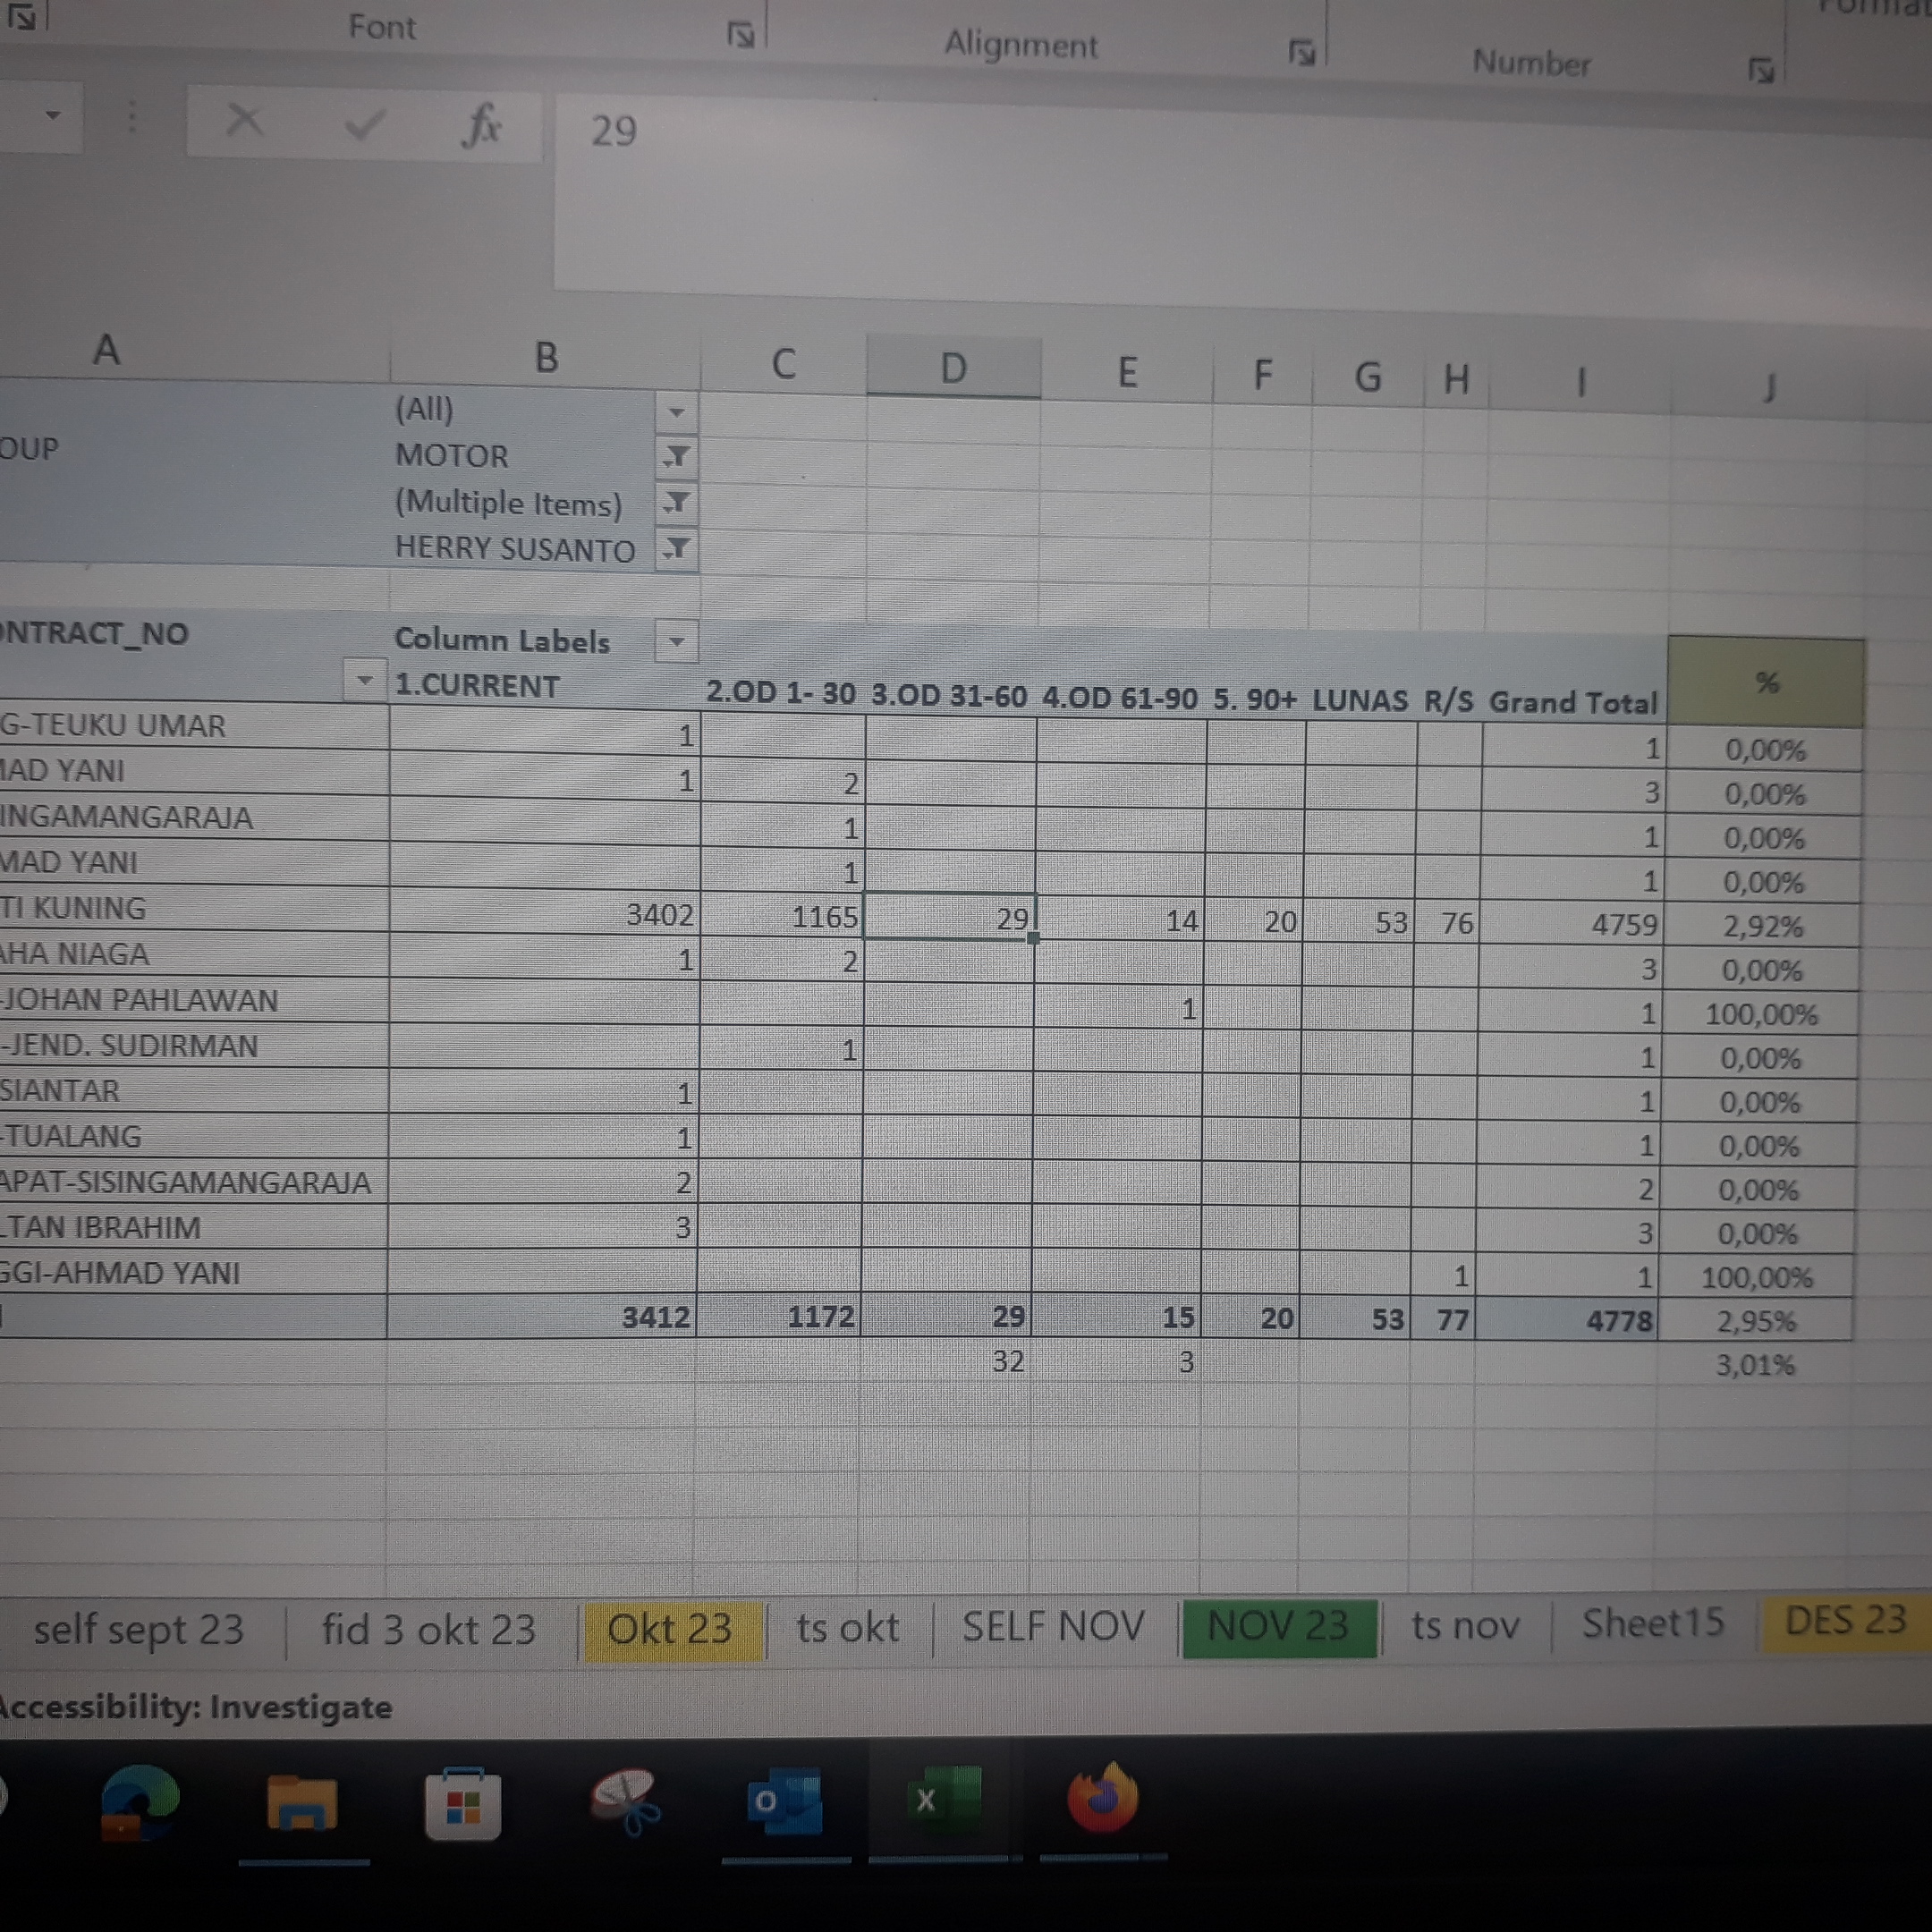 Font Alignment Number
fx 29
A B C D E F G H I J
(All)
OUP MOTOR
(Multiple Items)
HERRY SUSANTO
NTRACT_NO Column Labels %
1.CURRENT 2.OD 1- 30 3.OD 31-60 4.OD 61-90 5. 90+ LUNAS R/S Grand Total
G-TEUKU UMAR 1 1 0,00%
AD YANI 1 2 3 0,00%
INGAMANGARAJA 1 1 0,00%
MAD YANI 1 1 0,00%
TI KUNING 3402 1165 29 14 20 53 76 4759 2,92%
AHA NIAGA 1 2 3 0,00%
-JOHAN PAHLAWAN 1 1 100,00%
-JEND. SUDIRMAN 1 1 0,00%
SIANTAR 1 1 0,00%
-TUALANG 1 1 0,00%
APAT-SISINGAMANGARAJA 2 2 0,00%
LTAN IBRAHIM 3 3 0,00%
GGI-AHMAD YANI 1 1 100,00%
3412 1172 29 15 20 53 77 4778 2,95%
32 3 3,01%
self sept 23 fid 3 okt 23 Okt 23 ts okt SELF NOV NOV 23 ts nov Sheet15 DES 23
Accessibility: Investigate